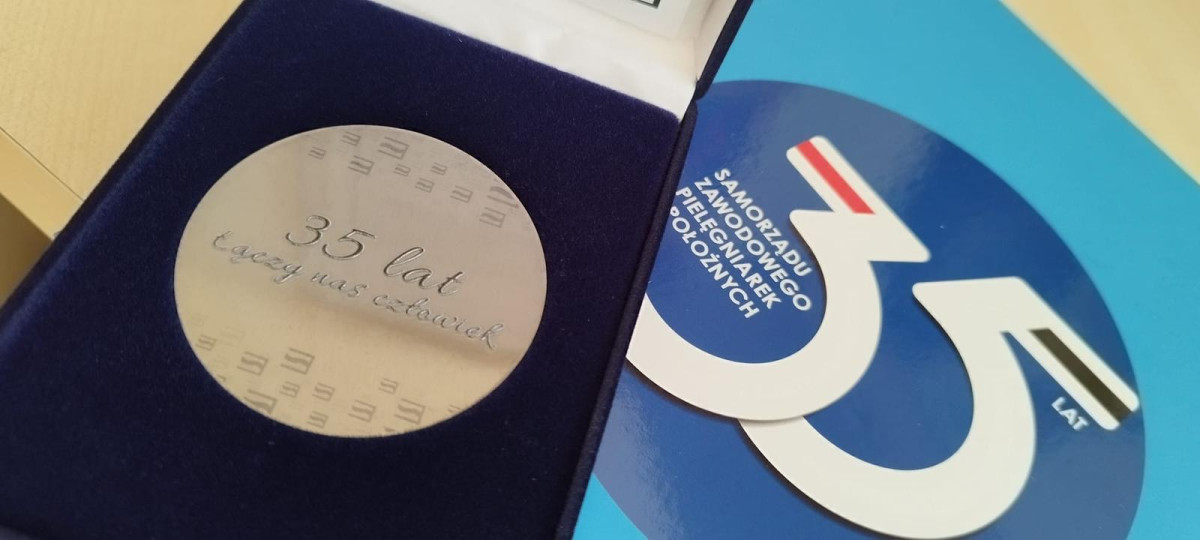 35 lat
Łączy nas człowiek
35
SAMORZĄDU
ZAWODOWEGO
PIELĘGNIAREK
POŁOŻNYCH
LAT